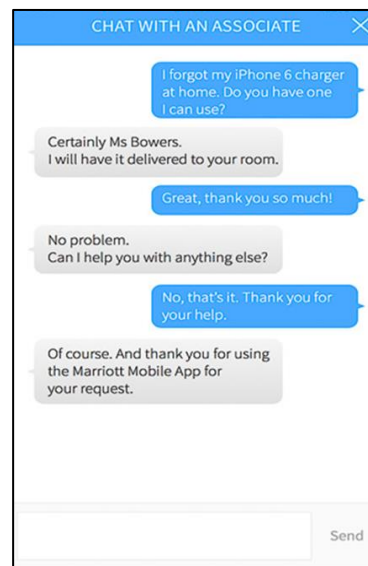 CHAT WITH AN ASSOCIATE
I forgot my iPhone 6 charger
at home. Do you have one
I can use?
Certainly Ms Bowers.
I will have it delivered to your room.
Great, thank you so much!
No problem.
Can I help you with anything else?
No, that's it. Thank you for
your help.
Of course. And thank you for using
the Marriott Mobile App for
your request.
Send